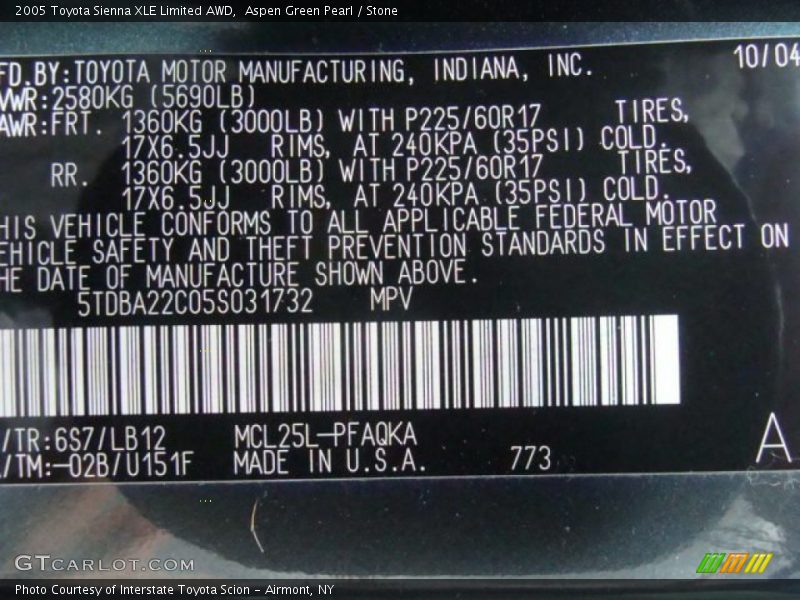 2005 Toyota Sienna XLE Limited AWD, Aspen Green Pearl / Stone
FD.BY:TOYOTA MOTOR MANUFACTURING, INDIANA, INC. 10/04
VWR:2580KG (5690LB)
AWR:FRT. 1360KG (3000LB) WITH P225/60R17 TIRES,
17X6.5JJ RIMS, AT 240KPA (35PSI) COLD.
RR. 1360KG (3000LB) WITH P225/60R17 TIRES,
17X6.5JJ RIMS, AT 240KPA (35PSI) COLD.
HIS VEHICLE CONFORMS TO ALL APPLICABLE FEDERAL MOTOR
EHICLE SAFETY AND THEFT PREVENTION STANDARDS IN EFFECT ON
HE DATE OF MANUFACTURE SHOWN ABOVE.
5TDBA22C05S031732 MPV
/TR:6S7/LB12 MCL25L-PFAQKA
/TM:-02B/U151F MADE IN U.S.A. 773 A
GTCARLOT.COM
Photo Courtesy of Interstate Toyota Scion - Airmont, NY